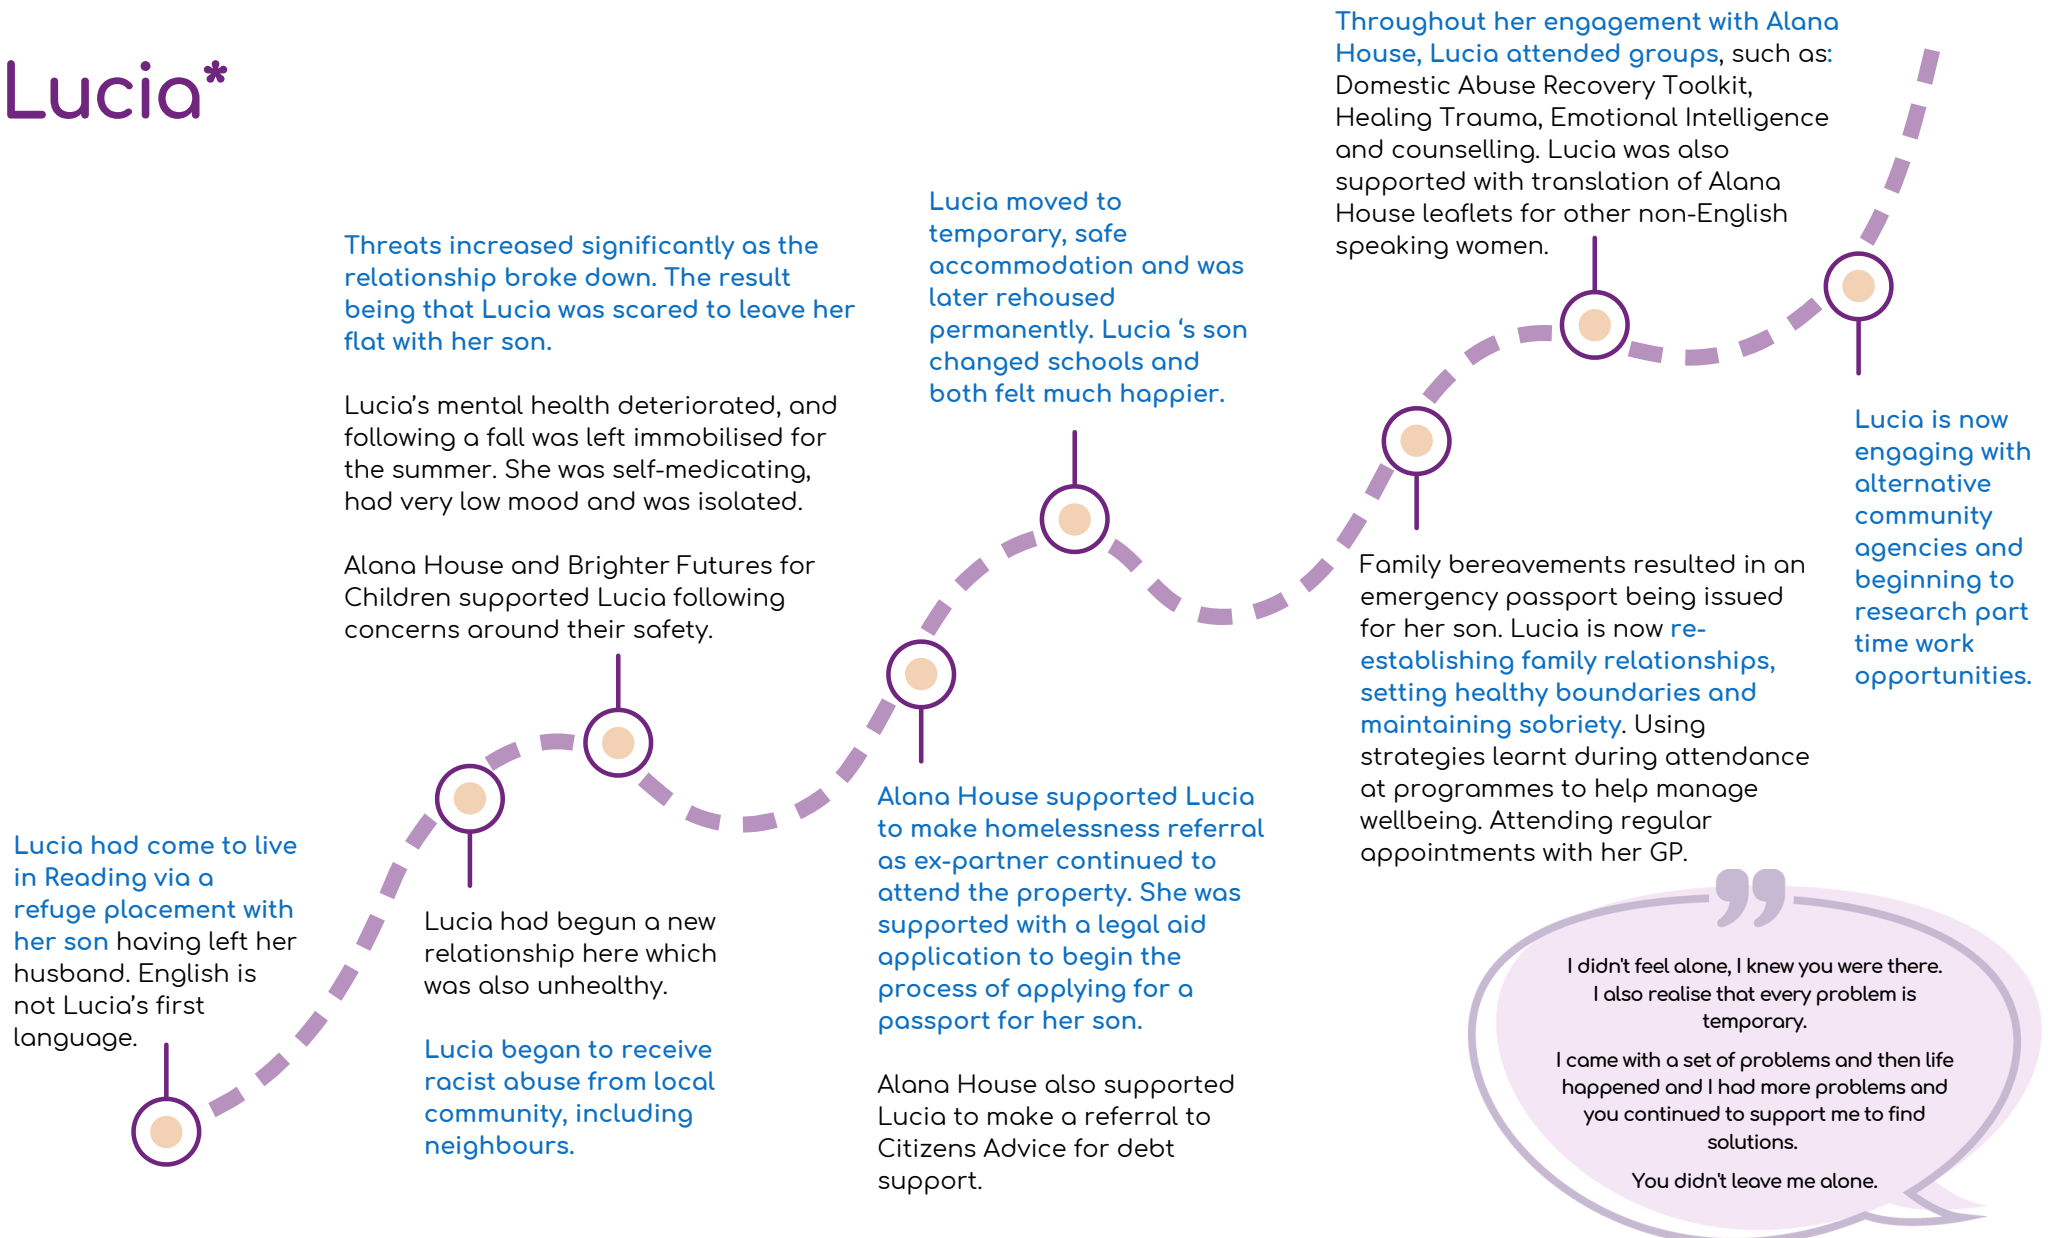 Lucia*
Lucia had come to live
in Reading via a
refuge placement with
her son having left her
husband. English is
not Lucia’s first
language.
Lucia had begun a new
relationship here which
was also unhealthy.
Lucia began to receive
racist abuse from local
community, including
neighbours.
Threats increased significantly as the
relationship broke down. The result
being that Lucia was scared to leave her
flat with her son.
Lucia’s mental health deteriorated, and
following a fall was left immobilised for
the summer. She was self-medicating,
had very low mood and was isolated.
Alana House and Brighter Futures for
Children supported Lucia following
concerns around their safety.
Alana House supported Lucia
to make homelessness referral
as ex-partner continued to
attend the property. She was
supported with a legal aid
application to begin the
process of applying for a
passport for her son.
Alana House also supported
Lucia to make a referral to
Citizens Advice for debt
support.
Lucia moved to
temporary, safe
accommodation and was
later rehoused
permanently. Lucia ‘s son
changed schools and
both felt much happier.
Family bereavements resulted in an
emergency passport being issued
for her son. Lucia is now re-
establishing family relationships,
setting healthy boundaries and
maintaining sobriety. Using
strategies learnt during attendance
at programmes to help manage
wellbeing. Attending regular
appointments with her GP.
Throughout her engagement with Alana
House, Lucia attended groups, such as:
Domestic Abuse Recovery Toolkit,
Healing Trauma, Emotional Intelligence
and counselling. Lucia was also
supported with translation of Alana
House leaflets for other non-English
speaking women.
Lucia is now
engaging with
alternative
community
agencies and
beginning to
research part
time work
opportunities.
I didn't feel alone, I knew you were there.
I also realise that every problem is
temporary.
I came with a set of problems and then life
happened and I had more problems and
you continued to support me to find
solutions.
You didn't leave me alone.